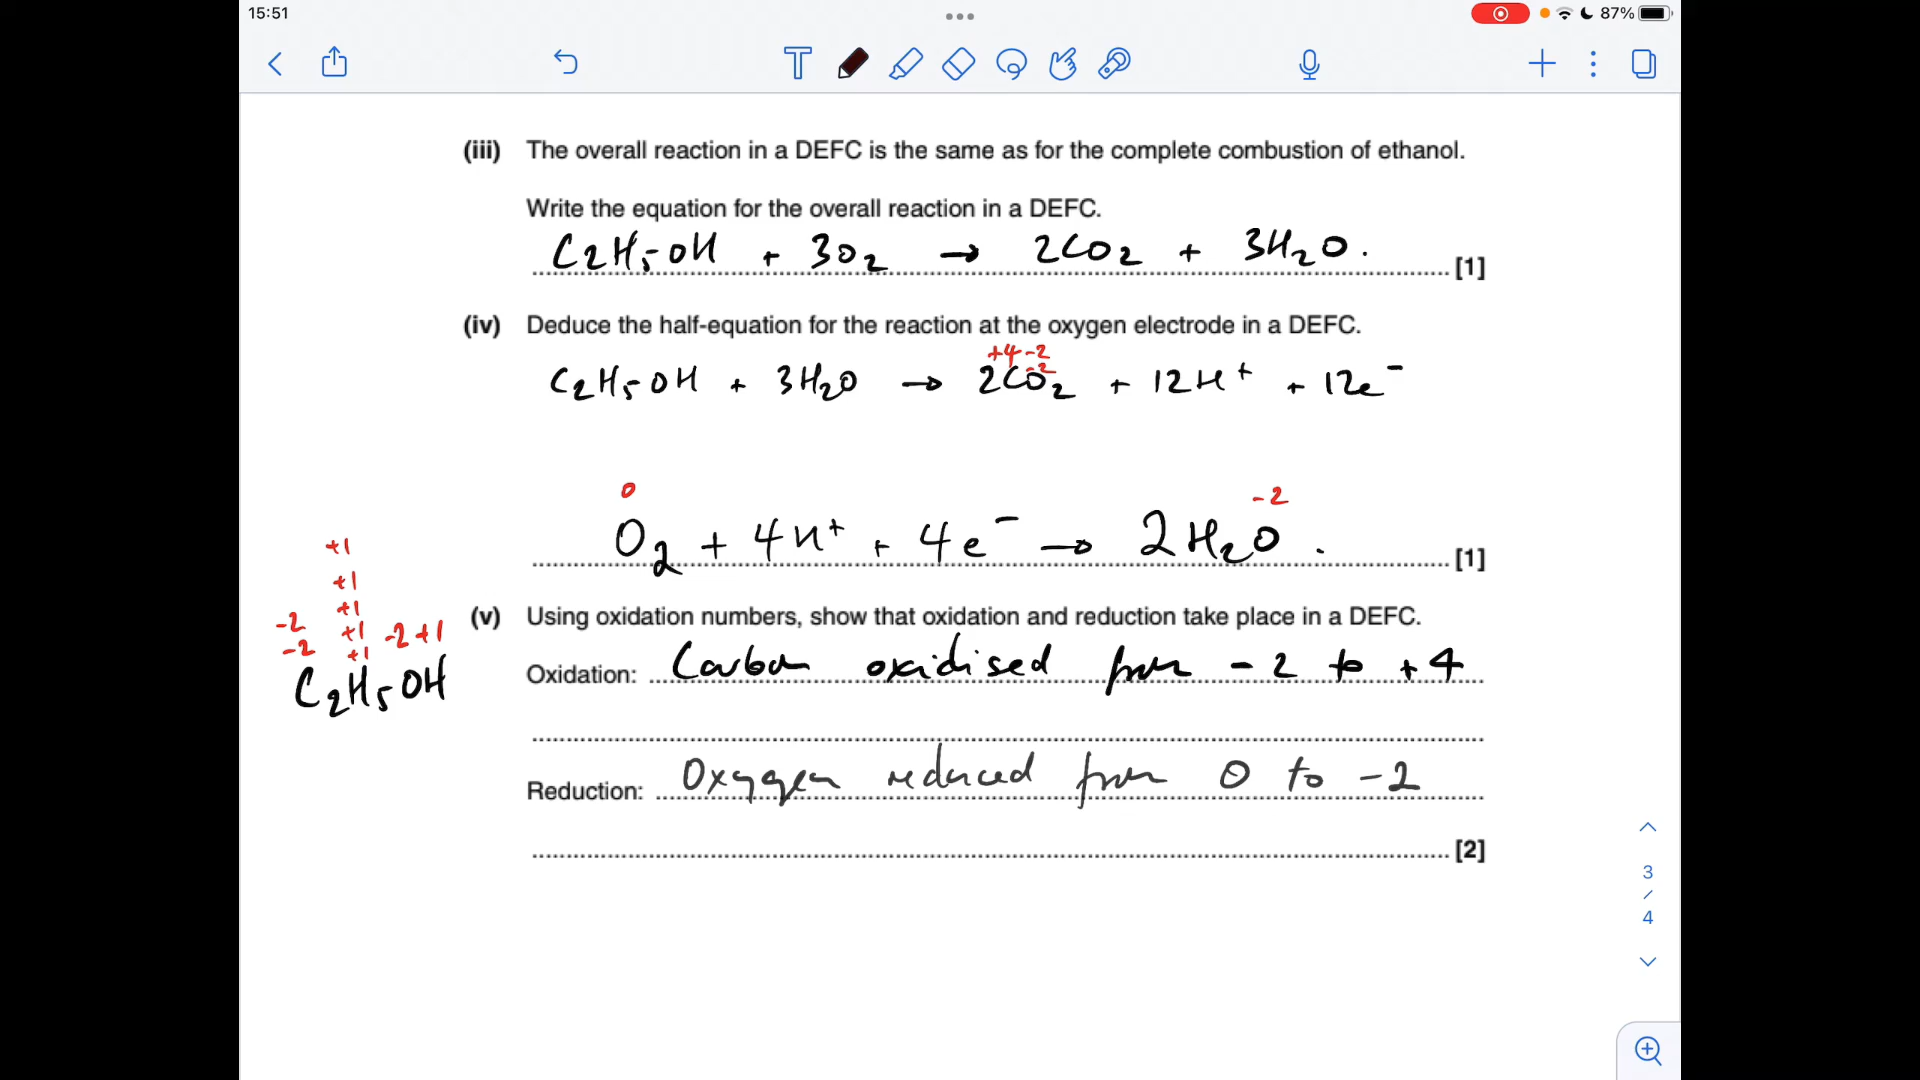 15:51
87%
(iii) The overall reaction in a DEFC is the same as for the complete combustion of ethanol.
Write the equation for the overall reaction in a DEFC.
C₂H₅OH + 3O₂ → 2CO₂ + 3H₂O.
[1]
(iv) Deduce the half-equation for the reaction at the oxygen electrode in a DEFC.
+4 -2
-2
C₂H₅OH + 3H₂O → 2CO₂ + 12H⁺ + 12e⁻
0 -2
O₂ + 4H⁺ + 4e⁻ → 2H₂O.
[1]
+1
+1
+1
-2 +1 -2 +1
-2 +1
C₂H₅OH
(v) Using oxidation numbers, show that oxidation and reduction take place in a DEFC.
Oxidation: Carbon oxidised from -2 to +4
Reduction: Oxygen reduced from 0 to -2
[2]
3
/
4